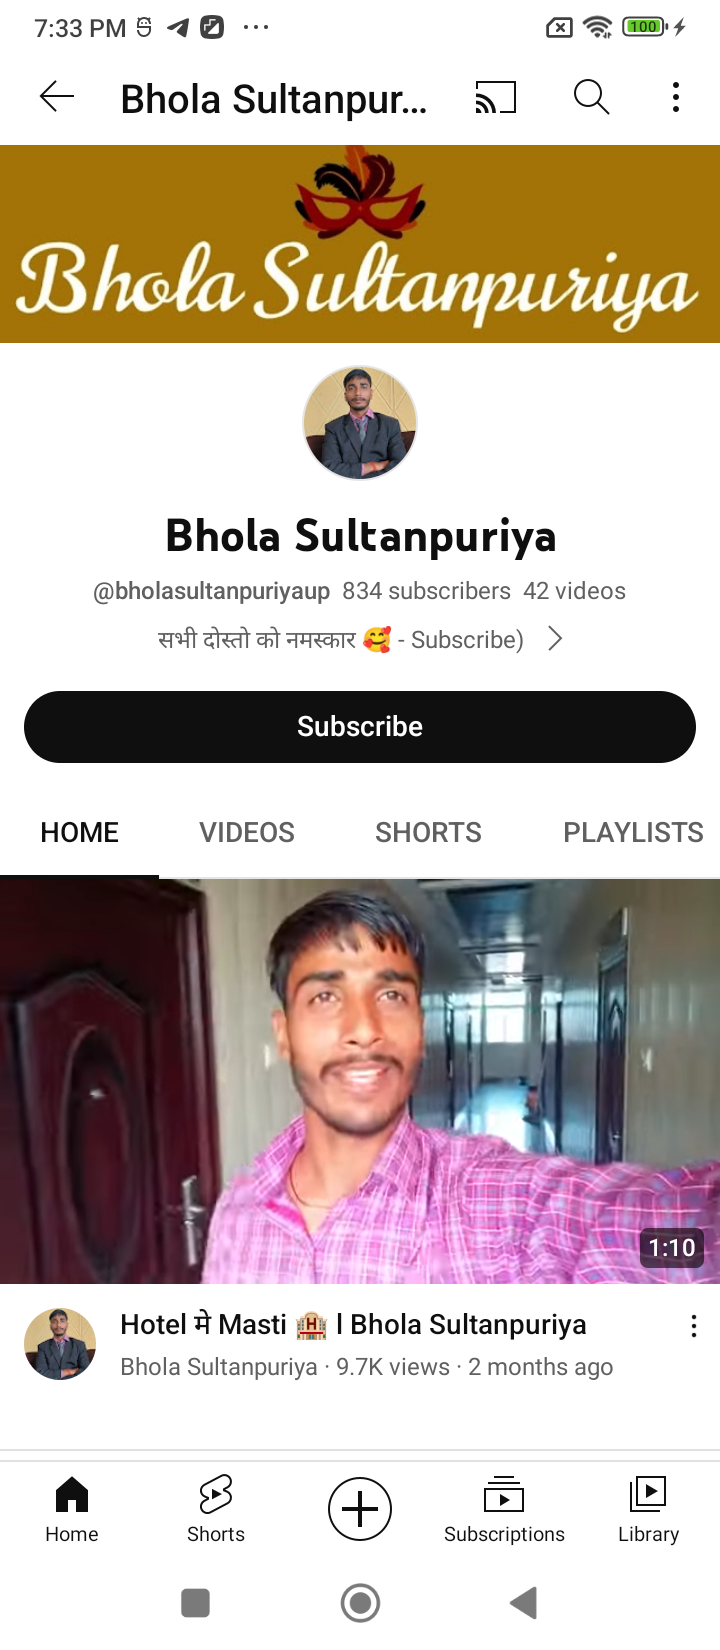 7:33 PM
100
Bhola Sultanpur...
Bhola Sultanpuriya
Bhola Sultanpuriya
@bholasultanpuriyaup 834 subscribers 42 videos
सभी दोस्तो को नमस्कार 🥰 - Subscribe)
Subscribe
HOME VIDEOS SHORTS PLAYLISTS
1:10
Hotel मे Masti 🏨 l Bhola Sultanpuriya
Bhola Sultanpuriya · 9.7K views · 2 months ago
Home Shorts Subscriptions Library